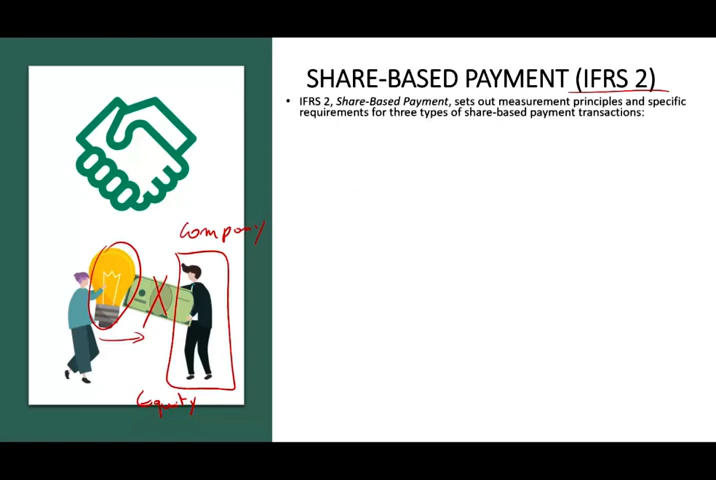 SHARE-BASED PAYMENT (IFRS 2)
• IFRS 2, Share-Based Payment, sets out measurement principles and specific
requirements for three types of share-based payment transactions:
Company
Equity